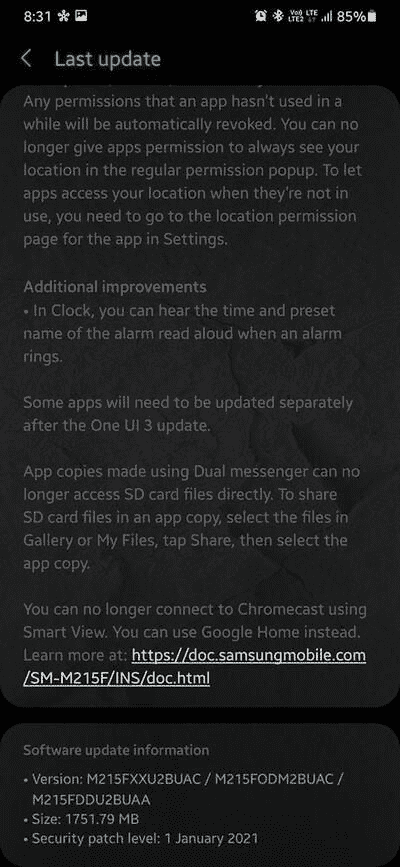 8:31
Vo)) LTE
LTE2
85%
Last update
Any permissions that an app hasn't used in a
while will be automatically revoked. You can no
longer give apps permission to always see your
location in the regular permission popup. To let
apps access your location when they're not in
use, you need to go to the location permission
page for the app in Settings.
Additional improvements
• In Clock, you can hear the time and preset
name of the alarm read aloud when an alarm
rings.
Some apps will need to be updated separately
after the One UI 3 update.
App copies made using Dual messenger can no
longer access SD card files directly. To share
SD card files in an app copy, select the files in
Gallery or My Files, tap Share, then select the
app copy.
You can no longer connect to Chromecast using
Smart View. You can use Google Home instead.
Learn more at: https://doc.samsungmobile.com
/SM-M215F/INS/doc.html
Software update information
• Version: M215FXXU2BUAC / M215FODM2BUAC /
M215FDDU2BUAA
• Size: 1751.79 MB
• Security patch level: 1 January 2021